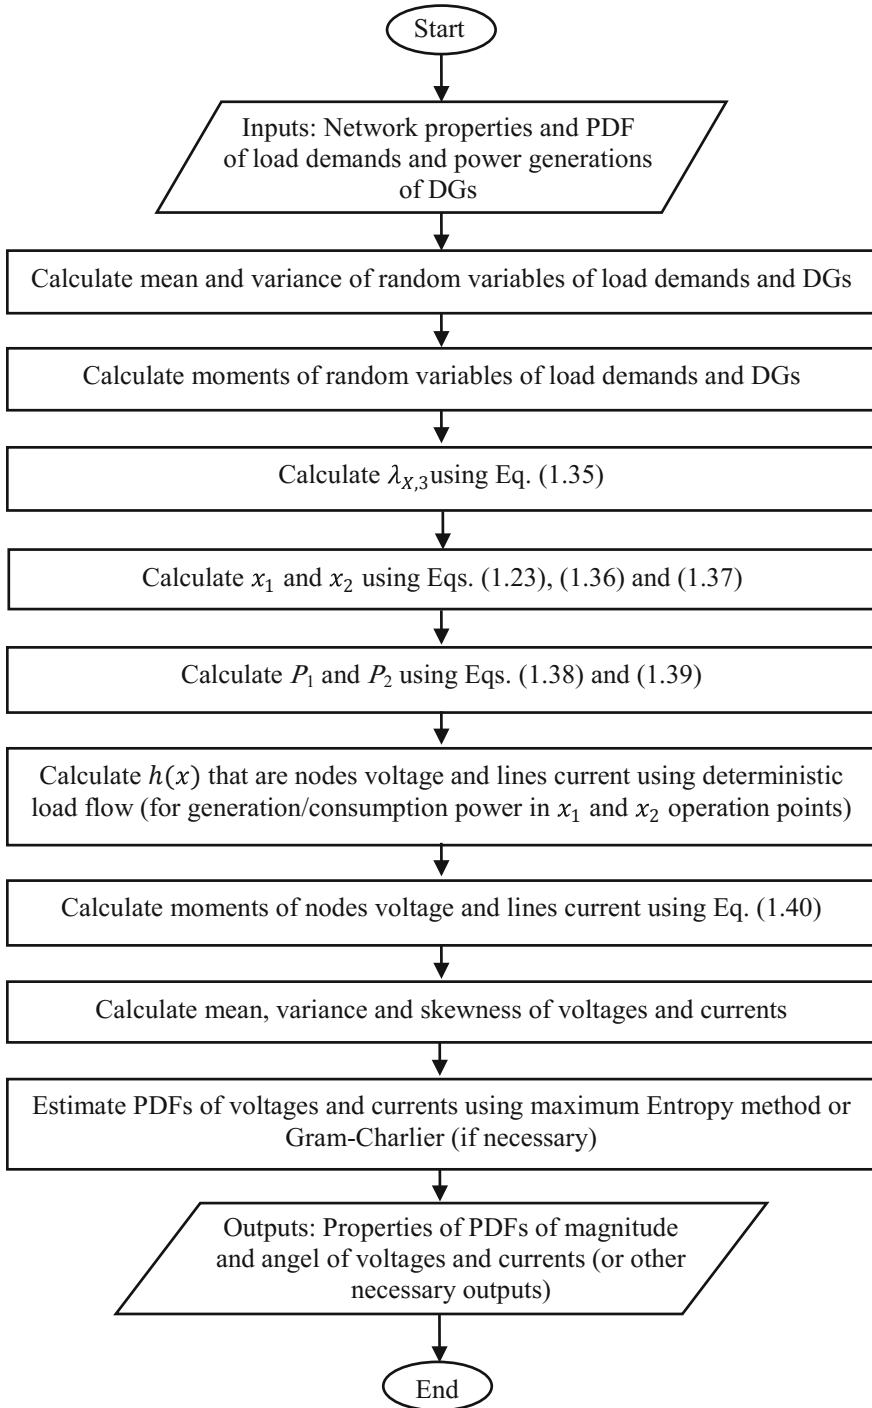 Start
Inputs: Network properties and PDF
of load demands and power generations
of DGs
Calculate mean and variance of random variables of load demands and DGs
Calculate moments of random variables of load demands and DGs
Calculate λ_{X,3} using Eq. (1.35)
Calculate x₁ and x₂ using Eqs. (1.23), (1.36) and (1.37)
Calculate P₁ and P₂ using Eqs. (1.38) and (1.39)
Calculate h(x) that are nodes voltage and lines current using deterministic
load flow (for generation/consumption power in x₁ and x₂ operation points)
Calculate moments of nodes voltage and lines current using Eq. (1.40)
Calculate mean, variance and skewness of voltages and currents
Estimate PDFs of voltages and currents using maximum Entropy method or
Gram-Charlier (if necessary)
Outputs: Properties of PDFs of magnitude
and angel of voltages and currents (or other
necessary outputs)
End